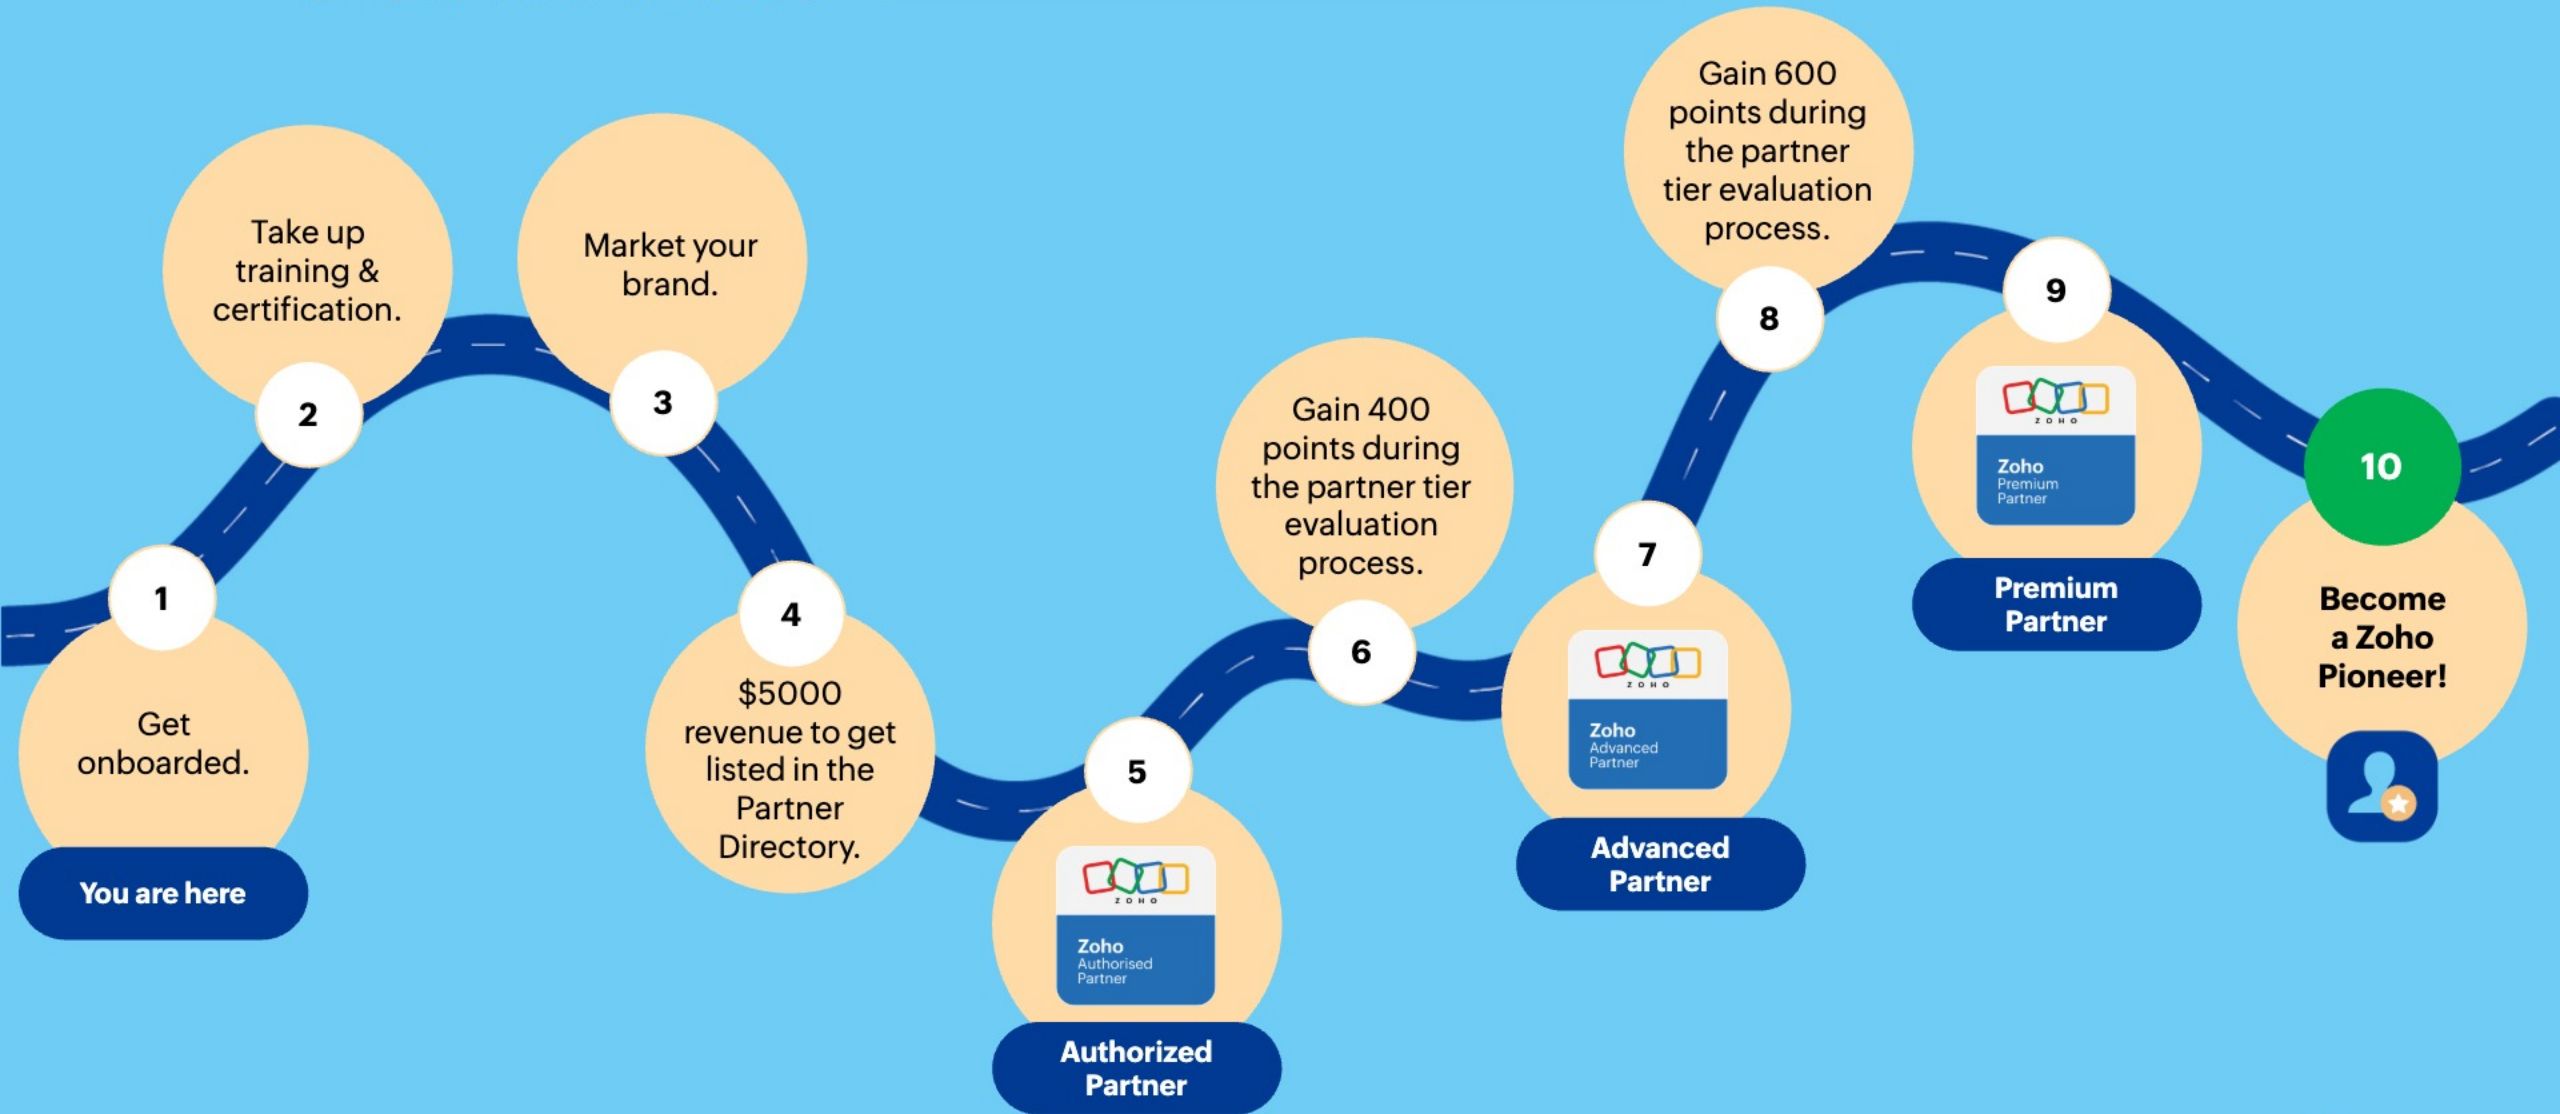 1
Get
onboarded.
You are here
Take up
training &
certification.
2
Market your
brand.
3
4
$5000
revenue to get
listed in the
Partner
Directory.
5
ZOHO
Zoho
Authorised
Partner
Authorized
Partner
Gain 400
points during
the partner tier
evaluation
process.
6
7
ZOHO
Zoho
Advanced
Partner
Advanced
Partner
Gain 600
points during
the partner
tier evaluation
process.
8
9
ZOHO
Zoho
Premium
Partner
Premium
Partner
10
Become
a Zoho
Pioneer!